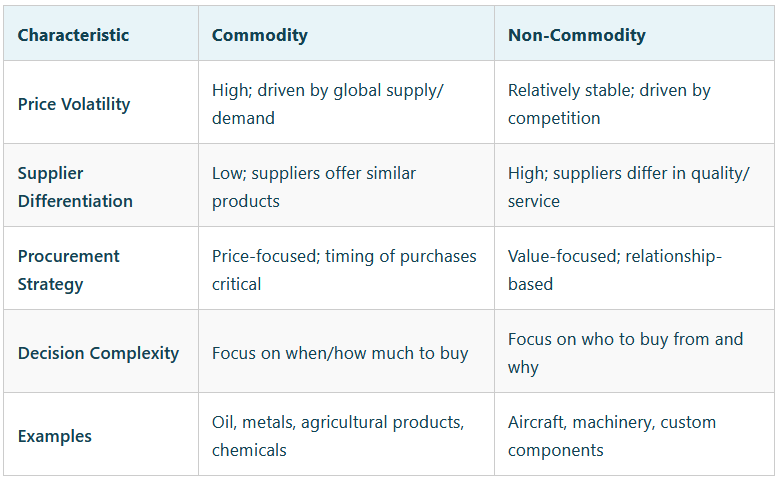 Characteristic Commodity Non-Commodity
Price Volatility
High; driven by global supply/
demand
Relatively stable; driven by
competition
Supplier
Differentiation
Low; suppliers offer similar
products
High; suppliers differ in quality/
service
Procurement
Strategy
Price-focused; timing of purchases
critical
Value-focused; relationship-
based
Decision Complexity
Focus on when/how much to buy
Focus on who to buy from and
why
Examples
Oil, metals, agricultural products,
chemicals
Aircraft, machinery, custom
components